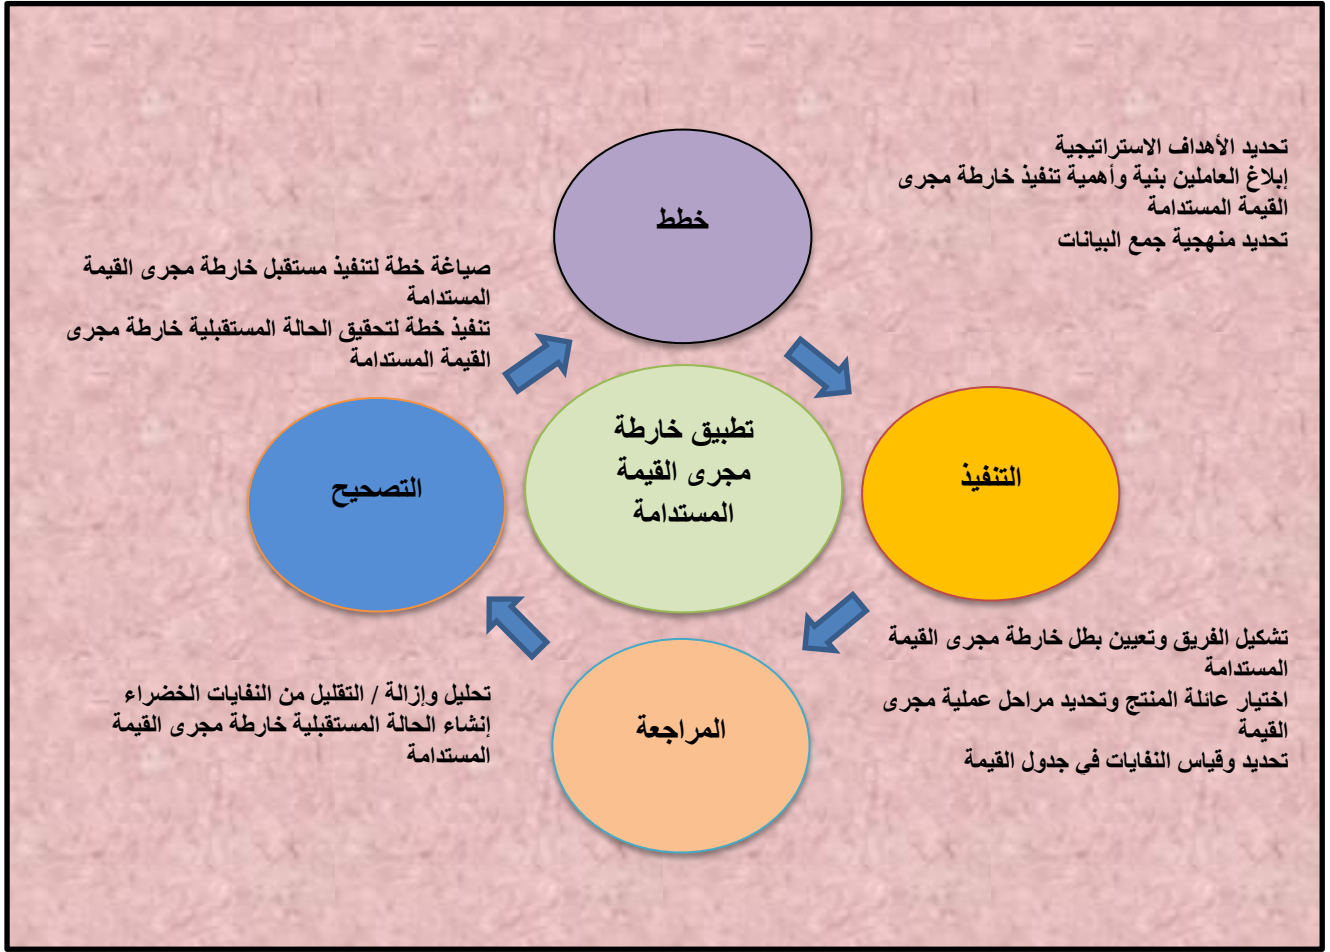 خطط
تحديد الأهداف الاستراتيجية
إبلاغ العاملين بنية وأهمية تنفيذ خارطة مجرى
القيمة المستدامة
تحديد منهجية جمع البيانات
التنفيذ
تشكيل الفريق وتعيين بطل خارطة مجرى القيمة
المستدامة
اختيار عائلة المنتج وتحديد مراحل عملية مجرى
القيمة
تحديد وقياس النفايات في جدول القيمة
المراجعة
تحليل وإزالة / التقليل من النفايات الخضراء
إنشاء الحالة المستقبلية خارطة مجرى القيمة
المستدامة
التصحيح
صياغة خطة لتنفيذ مستقبل خارطة مجرى القيمة
المستدامة
تنفيذ خطة لتحقيق الحالة المستقبلية خارطة مجرى
القيمة المستدامة
تطبيق خارطة
مجرى القيمة
المستدامة